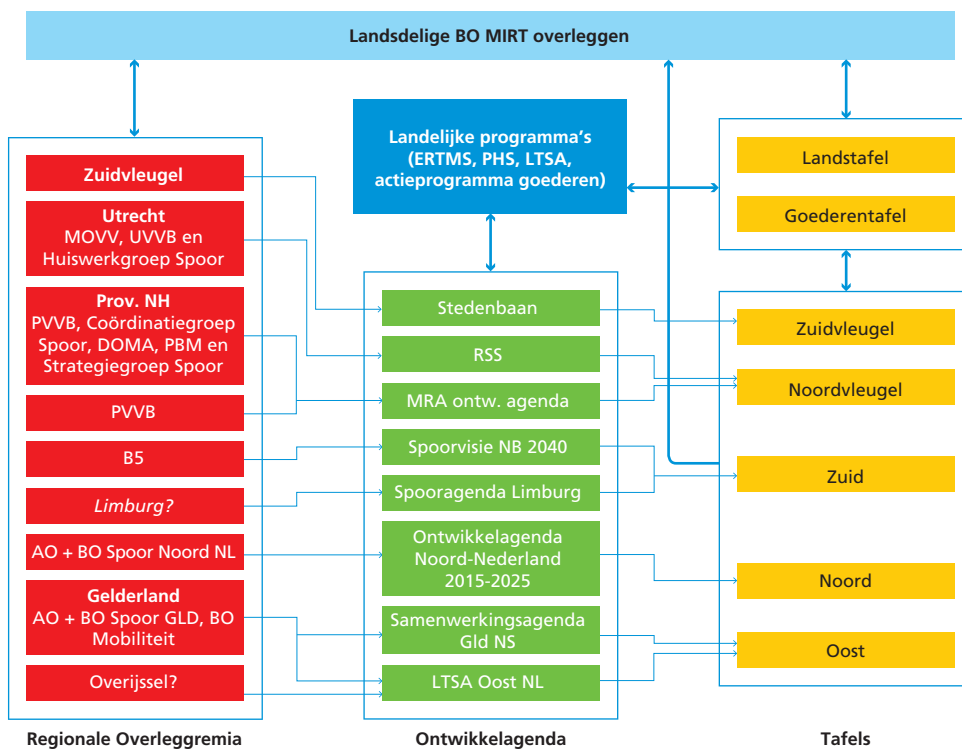 Landsdelige BO MIRT overleggen
Landelijke programma's
(ERTMS, PHS, LTSA,
actieprogramma goederen)
Zuidvleugel
Utrecht
MOVV, UVVB en
Huiswerkgroep Spoor
Prov. NH
PVVB, Coördinatiegroep
Spoor, DOMA, PBM en
Strategiegroep Spoor
PVVB
B5
Limburg?
AO + BO Spoor Noord NL
Gelderland
AO + BO Spoor GLD, BO
Mobiliteit
Overijssel?
Regionale Overleggremia
Stedenbaan
RSS
MRA ontw. agenda
Spoorvisie NB 2040
Spooragenda Limburg
Ontwikkelagenda
Noord-Nederland
2015-2025
Samenwerkingsagenda
Gld NS
LTSA Oost NL
Ontwikkelagenda
Landstafel
Goederentafel
Zuidvleugel
Noordvleugel
Zuid
Noord
Oost
Tafels